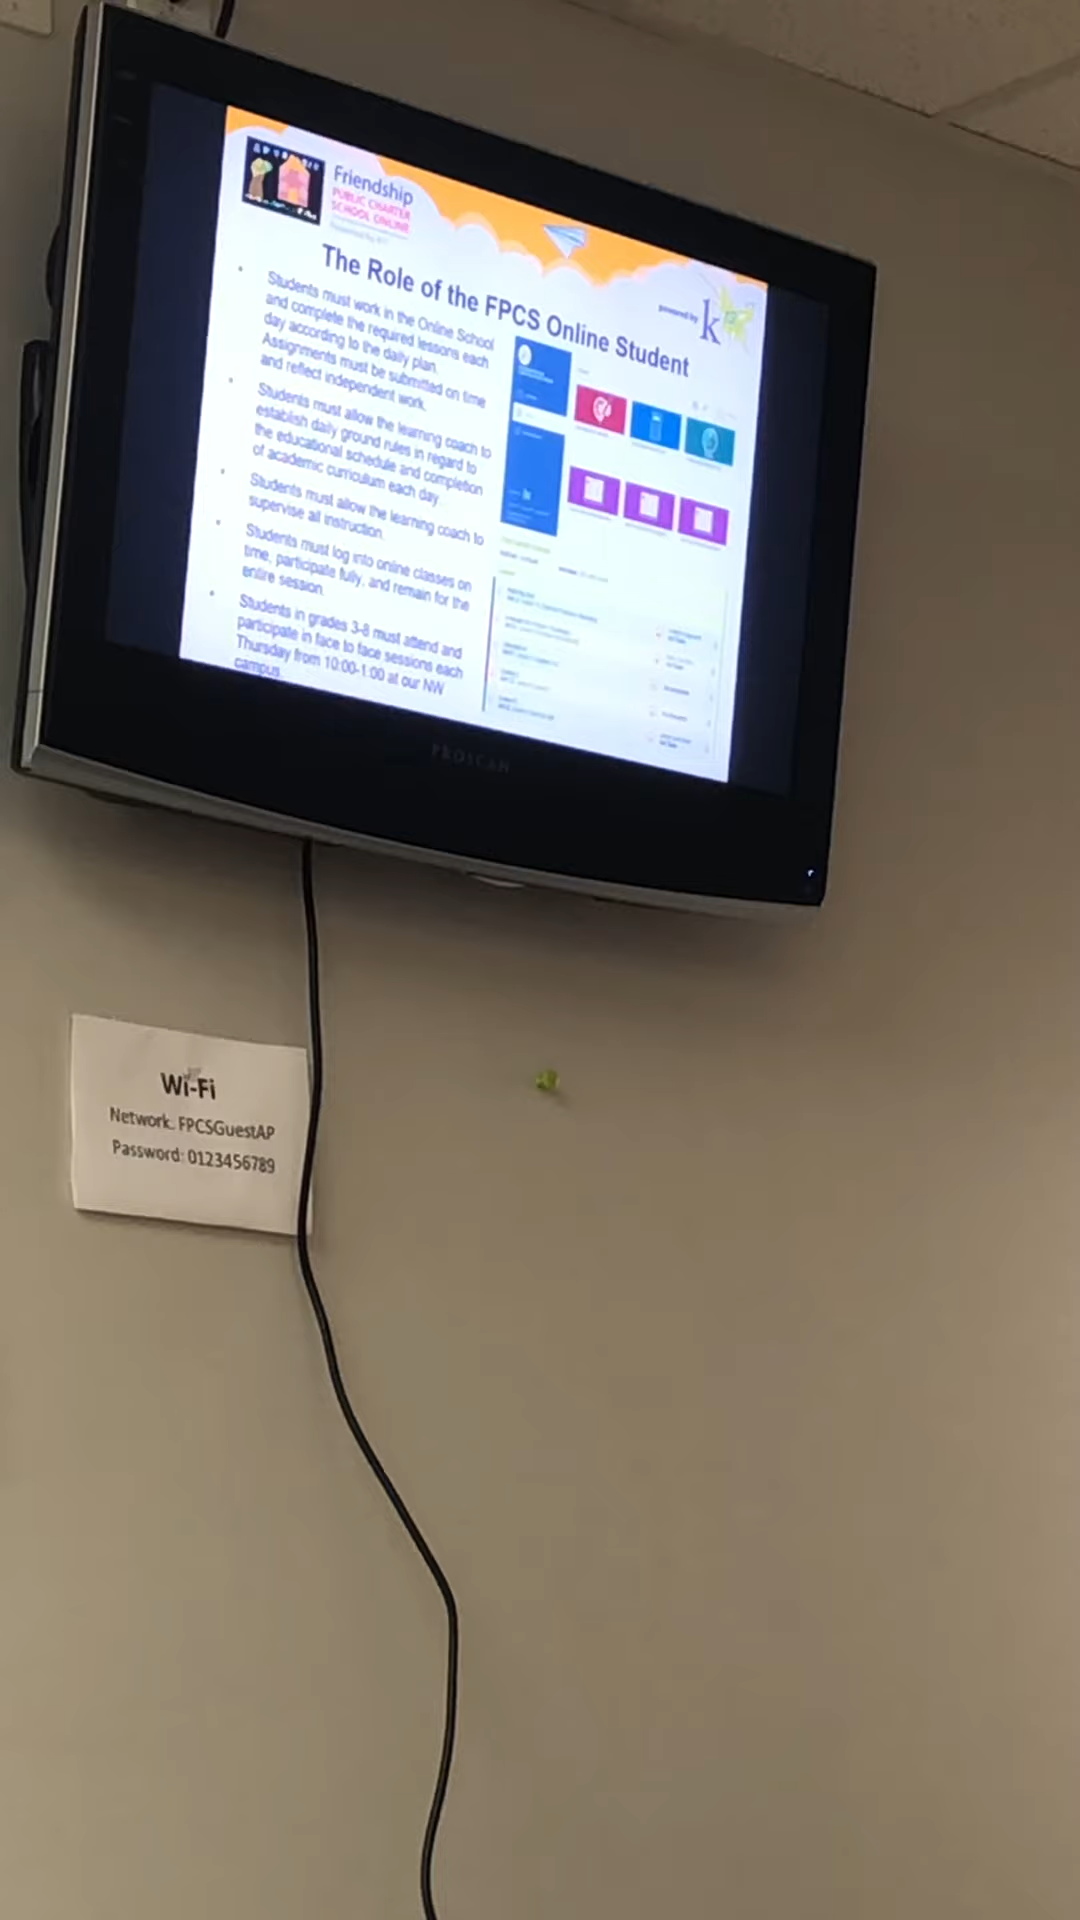 Friendship
PUBLIC CHARTER
SCHOOL ONLINE
powered by k
The Role of the FPCS Online Student
• Students must work in the Online School
and complete the required lessons each
day according to the daily plan.
Assignments must be submitted on time
and reflect independent work.
• Students must allow the learning coach to
establish daily ground rules in regard to
the educational schedule and completion
of academic curriculum each day.
• Students must allow the learning coach to
supervise all instruction.
• Students must log into online classes on
time, participate fully, and remain for the
entire session.
• Students in grades 3-8 must attend and
participate in face to face sessions each
Thursday from 10:00-1:00 at our NW
campus.
PROSCAN
Wi-Fi
Network: FPCSGuestAP
Password: 0123456789